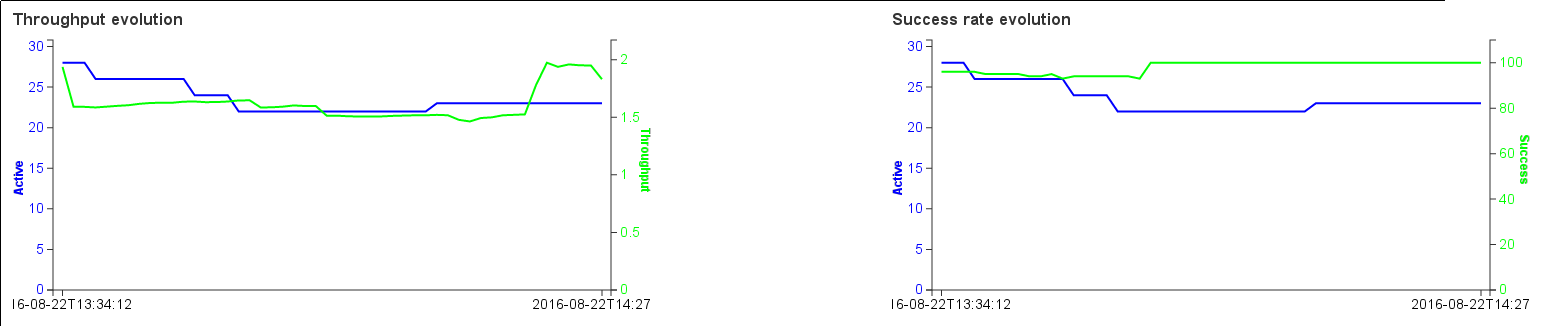 Throughput evolution
30
25
20
15
10
5
0
Active
2
1.5
1
0.5
0
Throughput
16-08-22T13:34:12
2016-08-22T14:27
Success rate evolution
30
25
20
15
10
5
0
Active
100
80
60
40
20
0
Success
16-08-22T13:34:12
2016-08-22T14:27